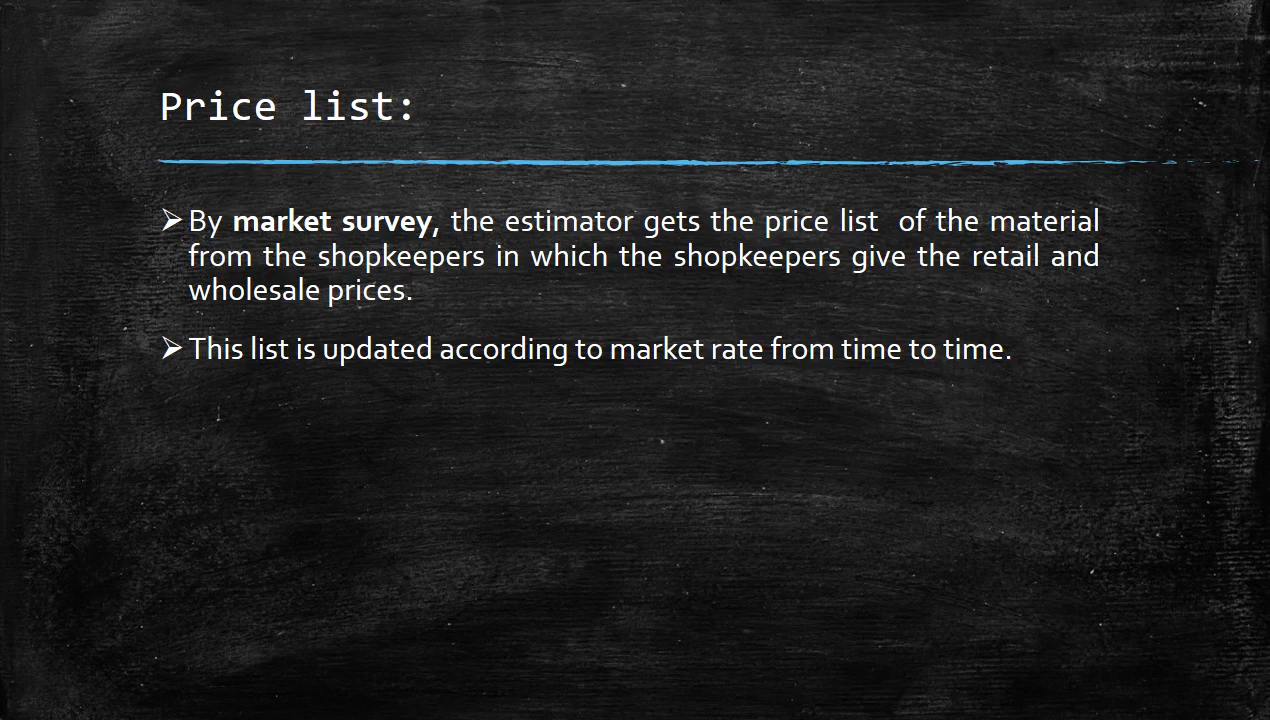 Price list:
➢By market survey, the estimator gets the price list  of the material
from the shopkeepers in which the shopkeepers give the retail and
wholesale prices.
➢This list is updated according to market rate from time to time.